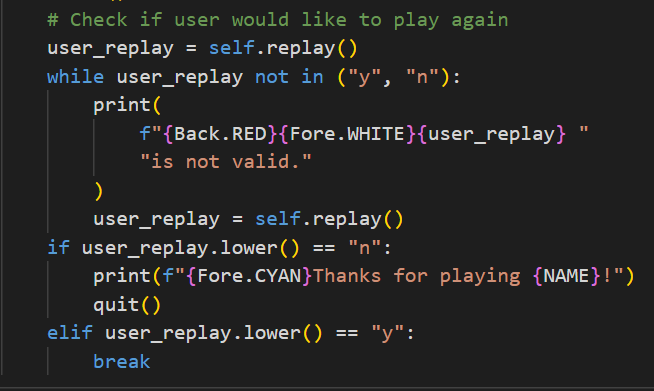 # Check if user would like to play again
user_replay = self.replay()
while user_replay not in ("y", "n"):
    print(
        f"{Back.RED}{Fore.WHITE}{user_replay} "
        "is not valid."
    )
    user_replay = self.replay()
if user_replay.lower() == "n":
    print(f"{Fore.CYAN}Thanks for playing {NAME}!")
    quit()
elif user_replay.lower() == "y":
    break